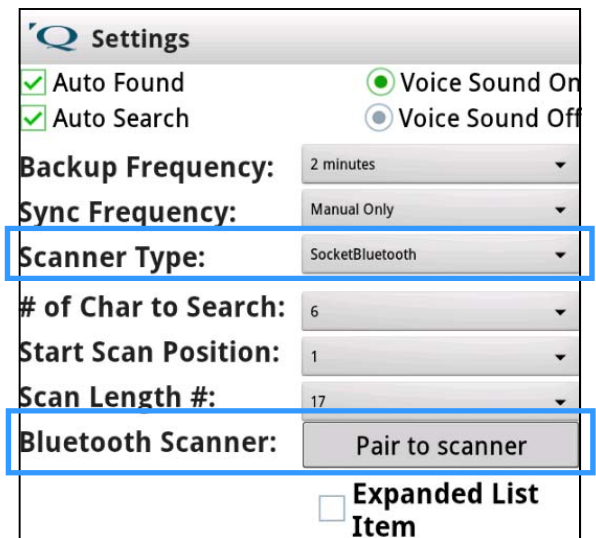 Settings
Auto Found Voice Sound On
Auto Search Voice Sound Off
Backup Frequency: 2 minutes
Sync Frequency: Manual Only
Scanner Type: SocketBluetooth
# of Char to Search: 6
Start Scan Position: 1
Scan Length #: 17
Bluetooth Scanner: Pair to scanner
Expanded List
Item